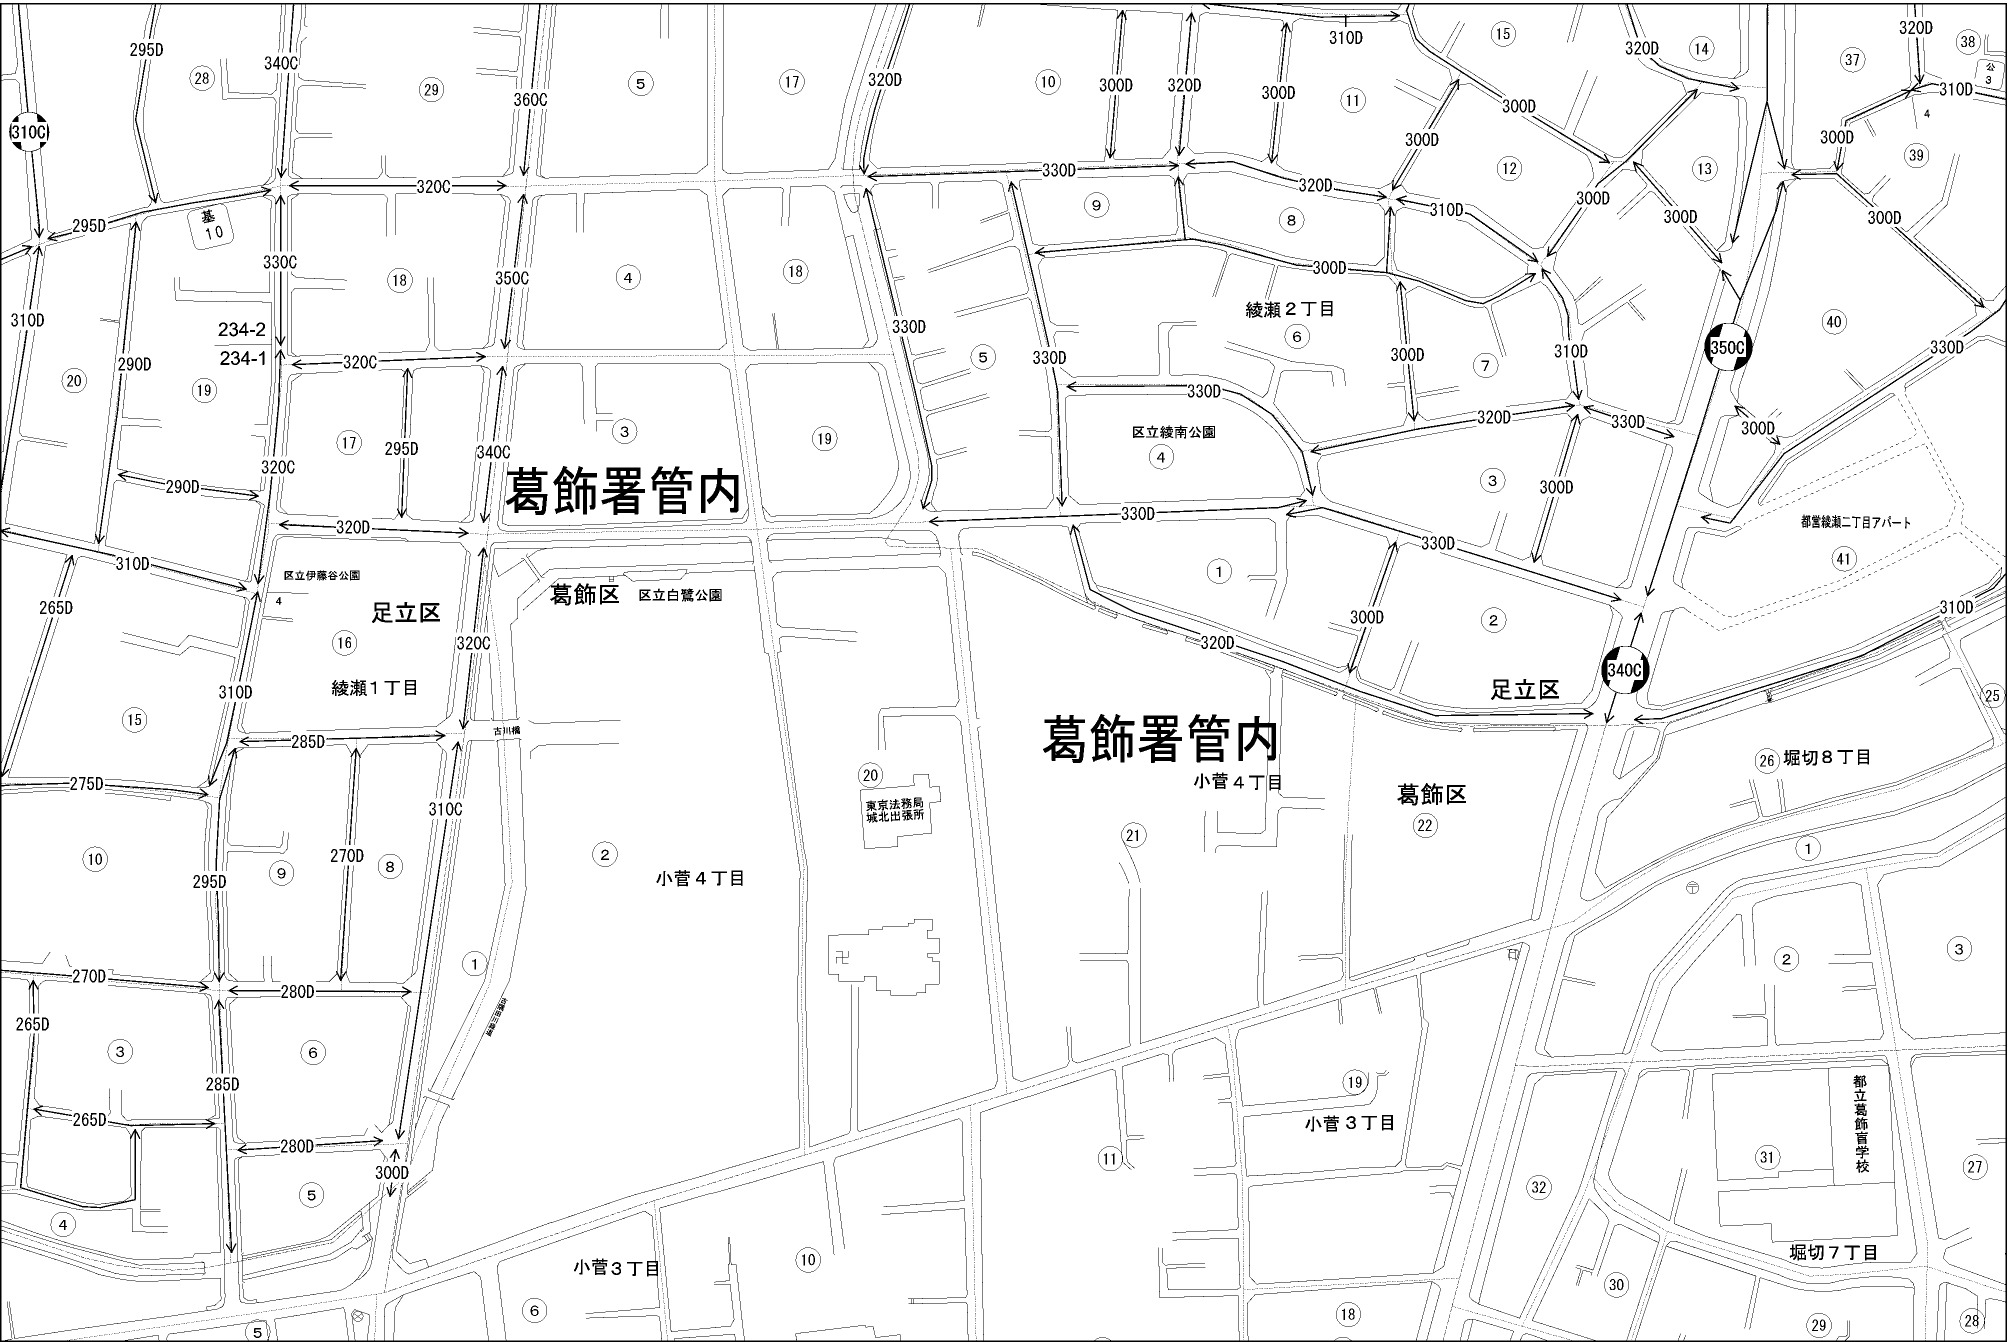 295D
340C
28
29
360C
5
17
320D
10
300D
320D
300D
310D
11
15
300D
320D
14
37
320D
38
公
3
310D
4
310C
300D
12
13
300D
39
320C
330D
320D
310D
300D
300D
300D
墓
10
295D
9
8
330C
18
350C
4
18
300D
綾瀬2丁目
6
310D
234-2
234-1
290D
320C
330D
5
330D
300D
7
310D
350C
40
330D
20
19
330D
320D
330D
300D
17
295D
340C
3
19
区立綾南公園
4
320C
290D
葛飾署管内
3
300D
320D
330D
330D
都営綾瀬二丁目アパート
41
310D
区立伊藤谷公園
4
265D
足立区
葛飾区
区立白鷺公園
1
300D
2
310D
16
320C
320D
340C
310D
綾瀬1丁目
足立区
25
15
285D
古川橋
葛飾署管内
275D
310C
20
小菅4丁目
26
堀切8丁目
東京法務局
城北出張所
葛飾区
22
21
10
9
270D
8
2
小菅4丁目
1
295D
270D
280D
1
2
3
265D
3
6
285D
19
265D
280D
小菅3丁目
都立葛飾盲学校
300D
11
31
27
5
32
4
小菅3丁目
10
堀切7丁目
30
6
18
29
28
5